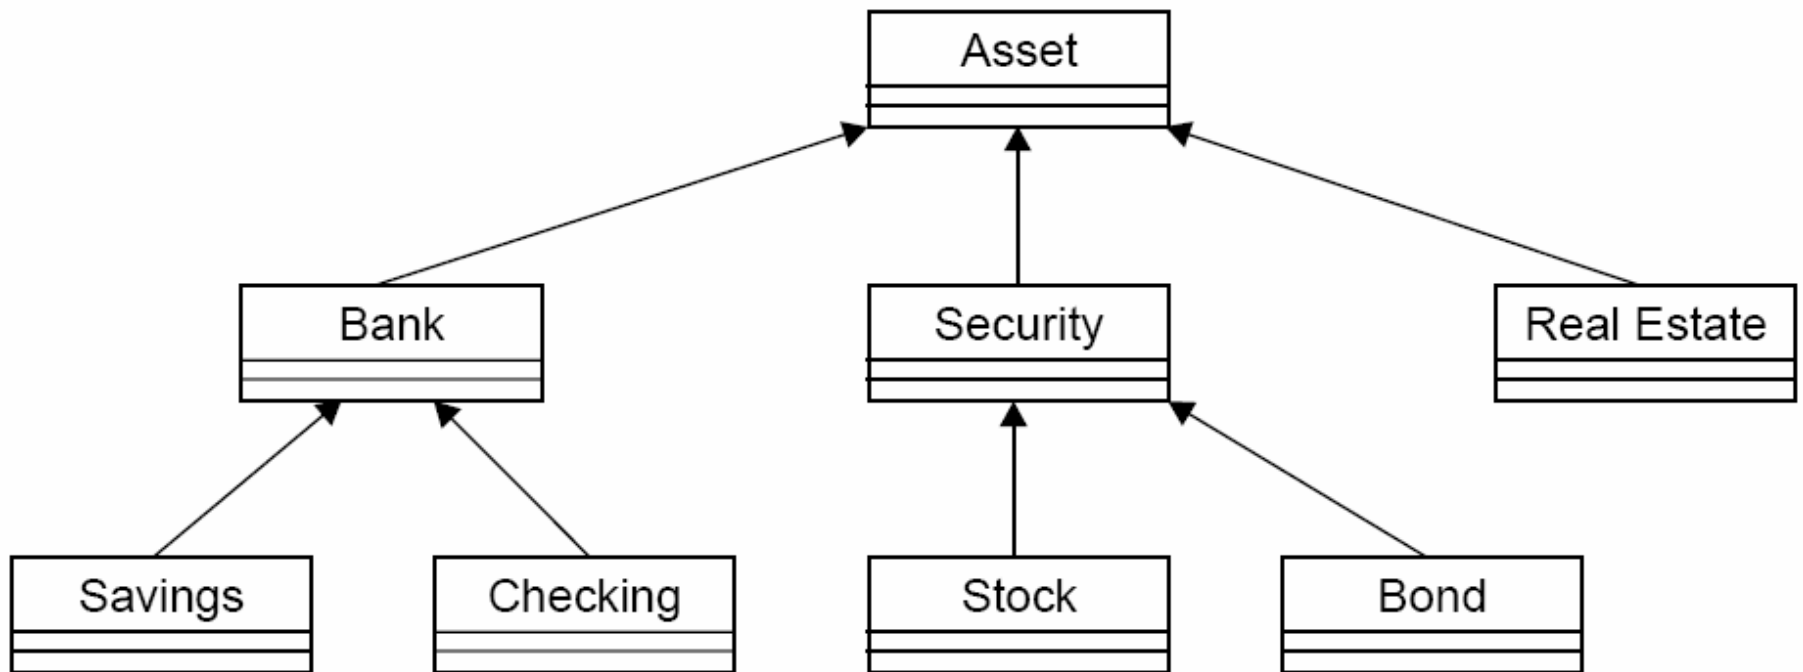 Asset
Bank
Security
Real Estate
Savings
Checking
Stock
Bond